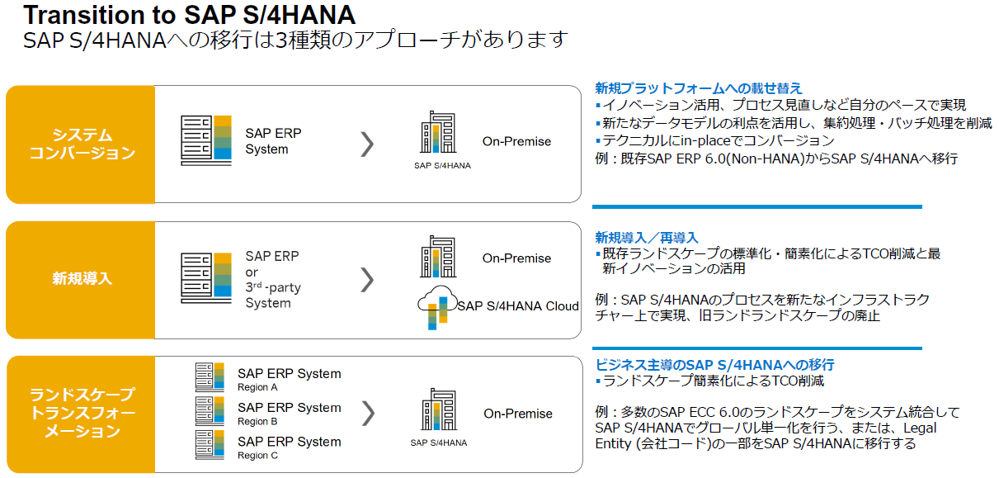 Transition to SAP S/4HANA
SAP S/4HANAへの移行は3種類のアプローチがあります
システム
コンバージョン
SAP ERP
System
On-Premise
SAP S/4HANA
新規プラットフォームへの載せ替え
▪イノベーション活用、プロセス見直しなど自分のペースで実現
▪新たなデータモデルの利点を活用し、集約処理・バッチ処理を削減
▪テクニカルにin-placeでコンバージョン
例：既存SAP ERP 6.0(Non-HANA)からSAP S/4HANAへ移行
新規導入
SAP ERP
or
3rd -party
System
On-Premise
SAP S/4HANA Cloud
新規導入／再導入
▪既存ランドスケープの標準化・簡素化によるTCO削減と最
新イノベーションの活用
例：SAP S/4HANAのプロセスを新たなインフラストラク
チャー上で実現、旧ランドランドスケープの廃止
ランドスケープ
トランスフォー
メーション
SAP ERP System
Region A
SAP ERP System
Region B
SAP ERP System
Region C
On-Premise
SAP S/4HANA
ビジネス主導のSAP S/4HANAへの移行
▪ランドスケープ簡素化によるTCO削減
例：多数のSAP ECC 6.0のランドスケープをシステム統合して
SAP S/4HANAでグローバル単一化を行う、または、Legal
Entity (会社コード)の一部をSAP S/4HANAに移行する